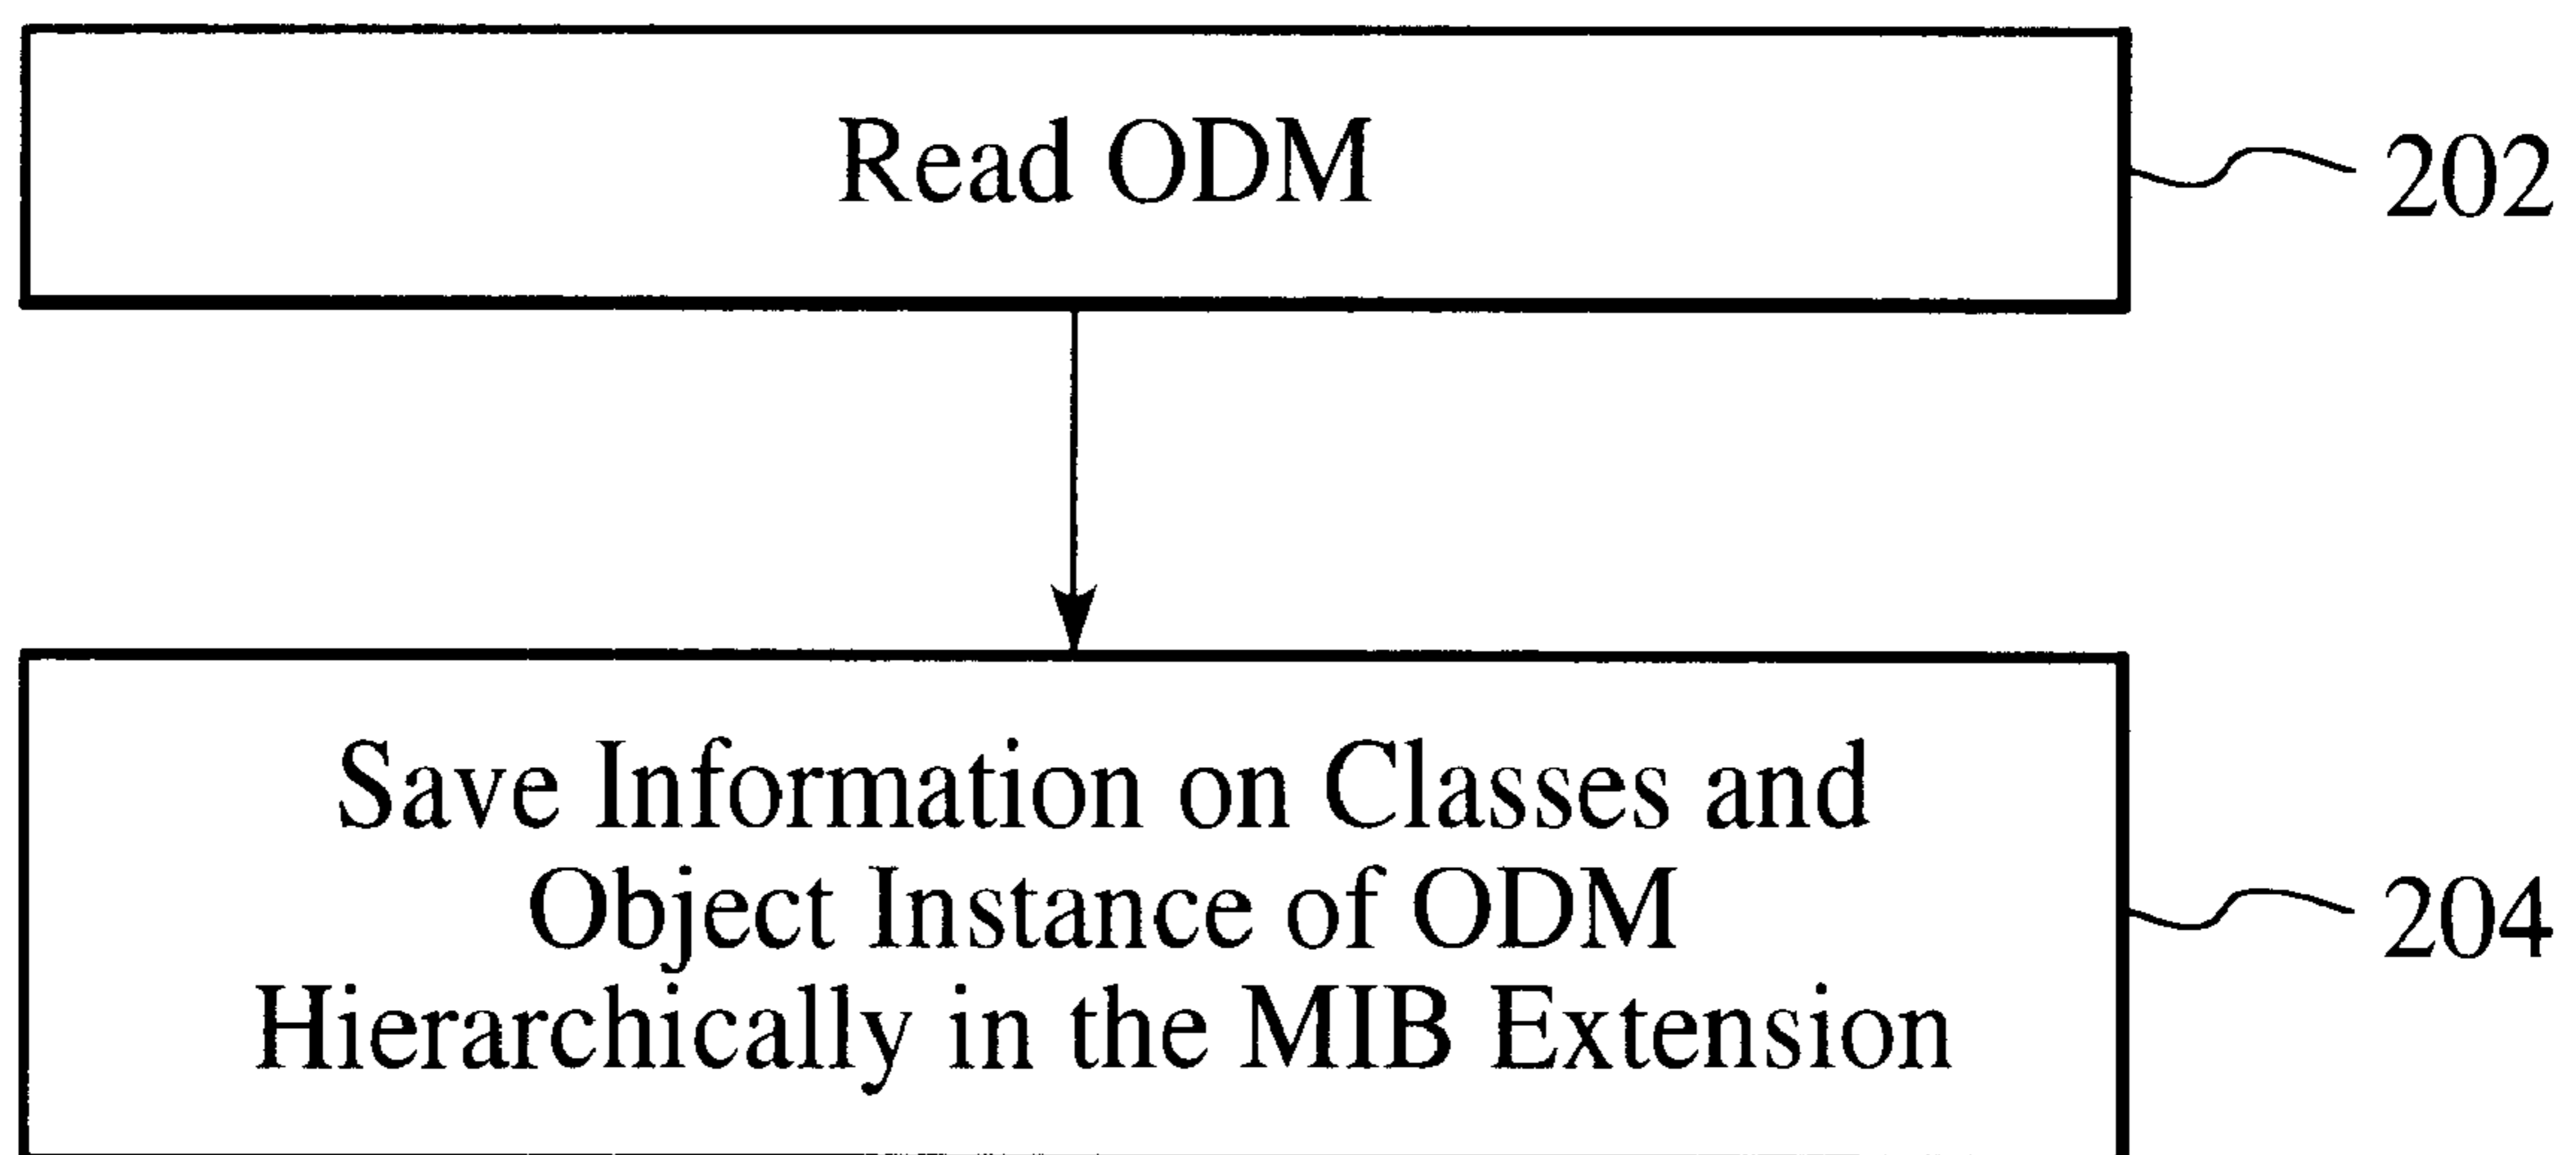 Read ODM
202
Save Information on Classes and
Object Instance of ODM
Hierarchically in the MIB Extension
204